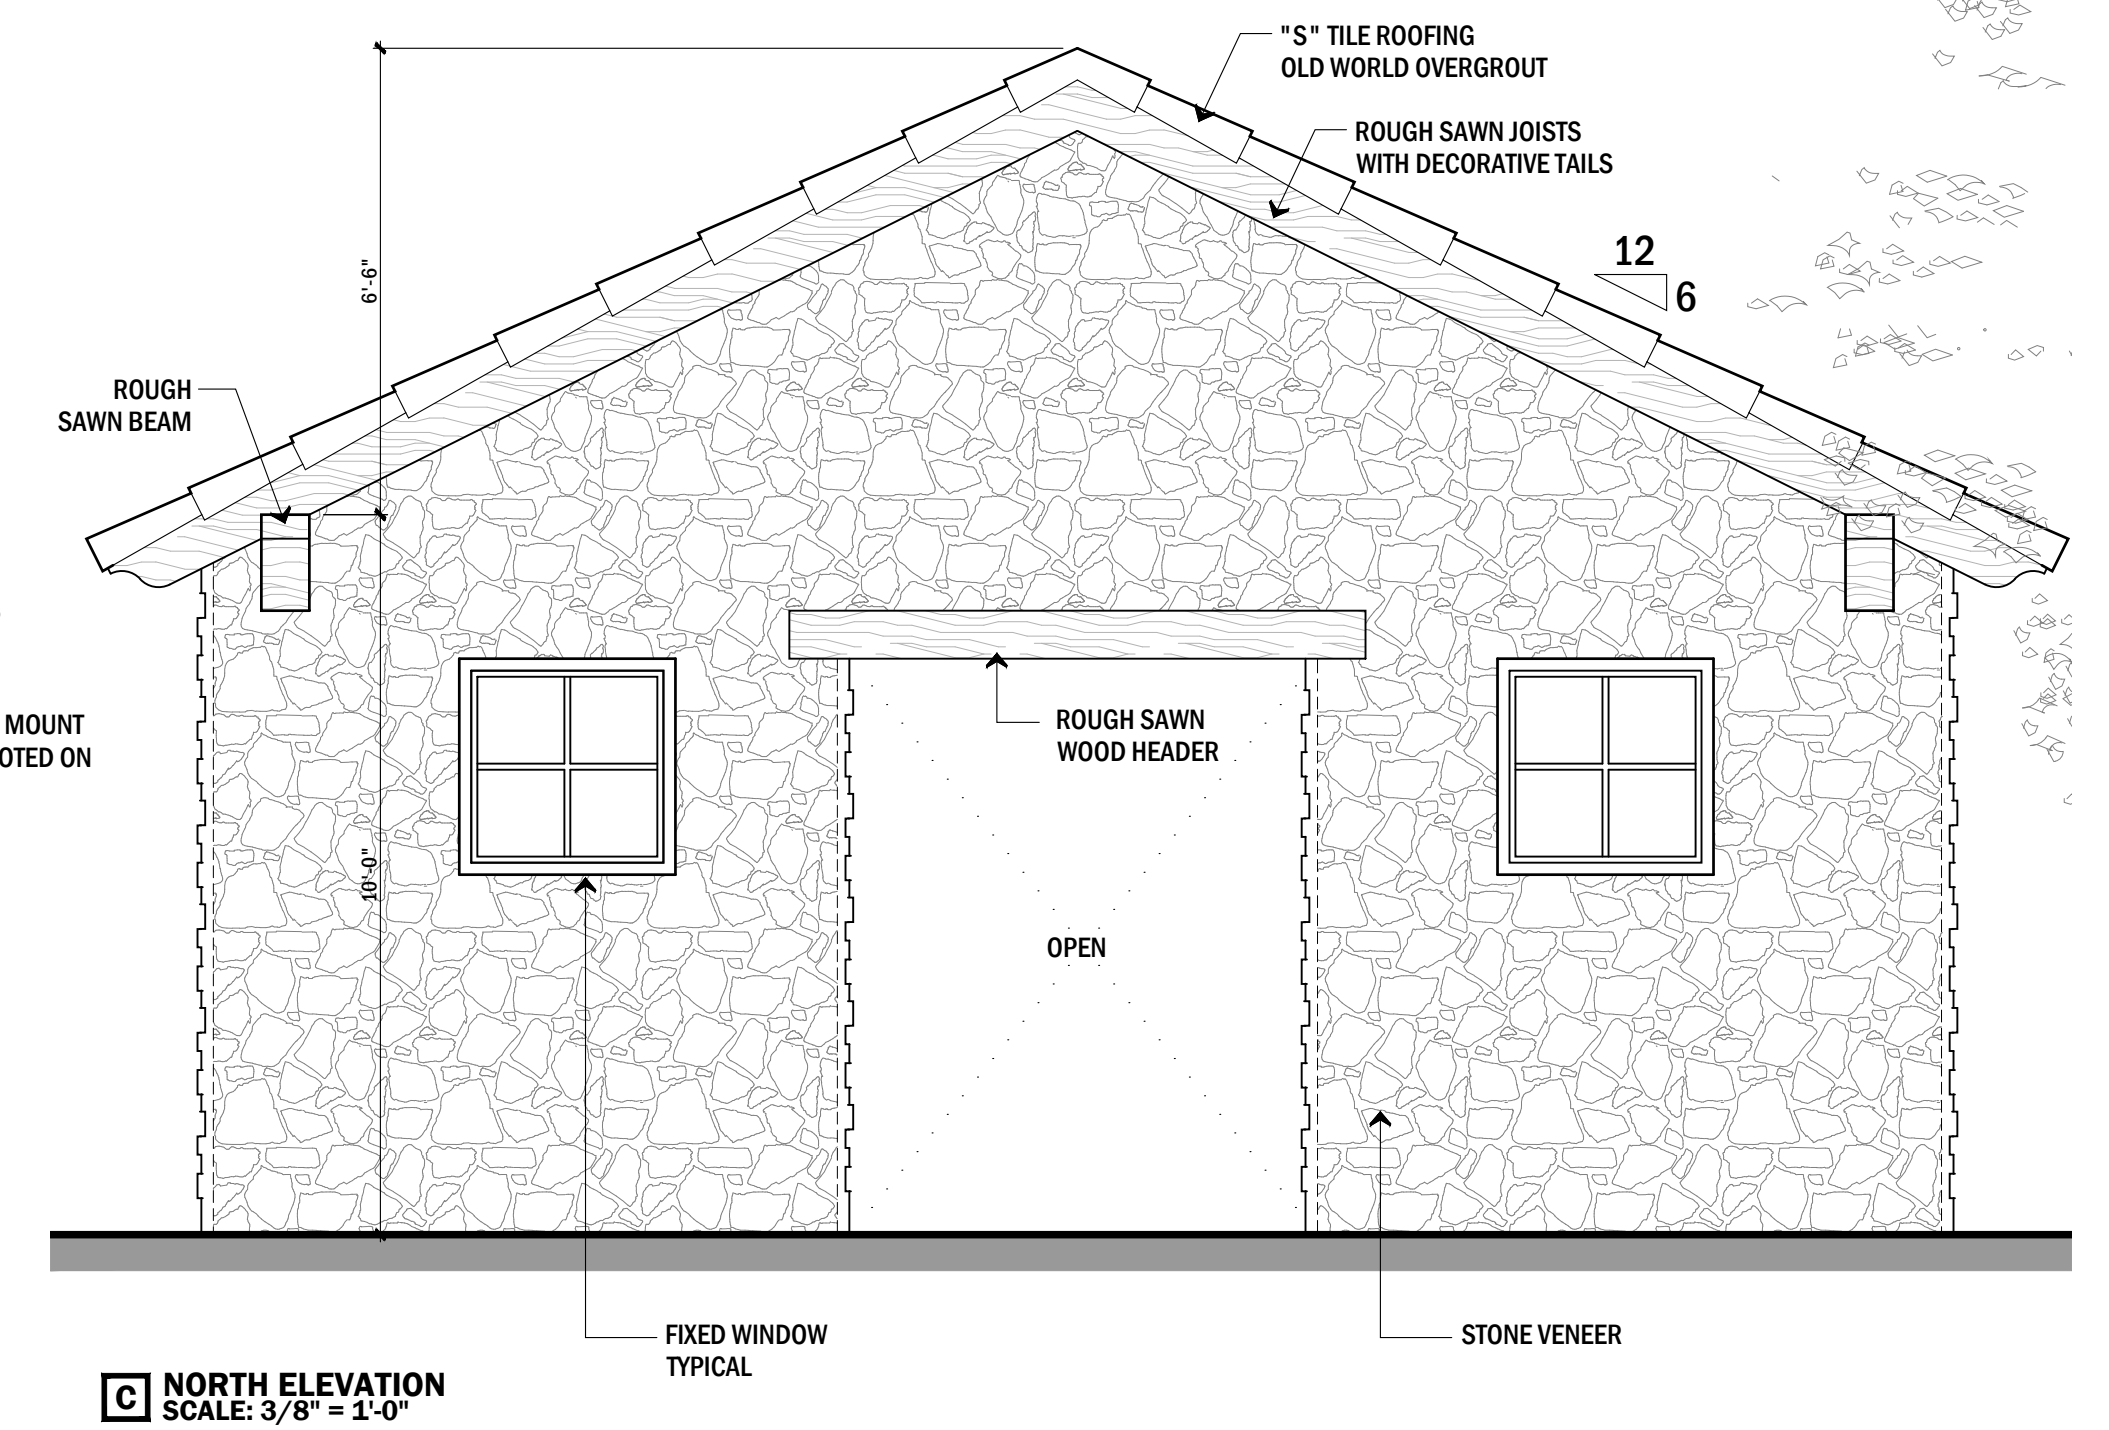 "S" TILE ROOFING
OLD WORLD OVERGROUT
ROUGH SAWN JOISTS
WITH DECORATIVE TAILS
12
6
6'-6"
ROUGH
SAWN BEAM
MOUNT
OTED ON
ROUGH SAWN
WOOD HEADER
10'-0"
OPEN
FIXED WINDOW
TYPICAL
STONE VENEER
C
NORTH ELEVATION
SCALE: 3/8" = 1'-0"